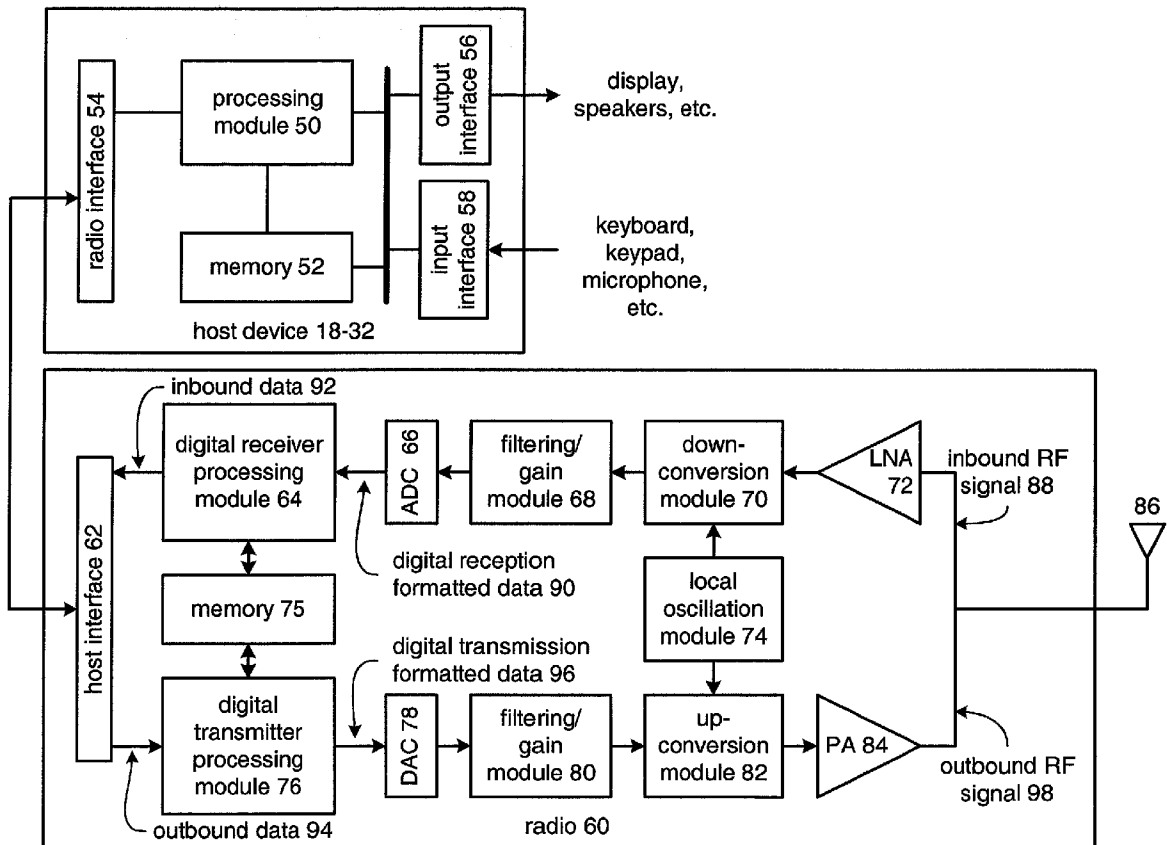 radio interface 54
processing
module 50
memory 52
output
interface 56
input
interface 58
display,
speakers, etc.
keyboard,
keypad,
microphone,
etc.
host device 18-32
inbound data 92
host interface 62
digital receiver
processing
module 64
ADC 66
filtering/
gain
module 68
down-
conversion
module 70
LNA
72
inbound RF
signal 88
86
digital reception
formatted data 90
memory 75
local
oscillation
module 74
digital transmission
formatted data 96
digital
transmitter
processing
module 76
DAC 78
filtering/
gain
module 80
up-
conversion
module 82
PA 84
outbound RF
signal 98
outbound data 94
radio 60